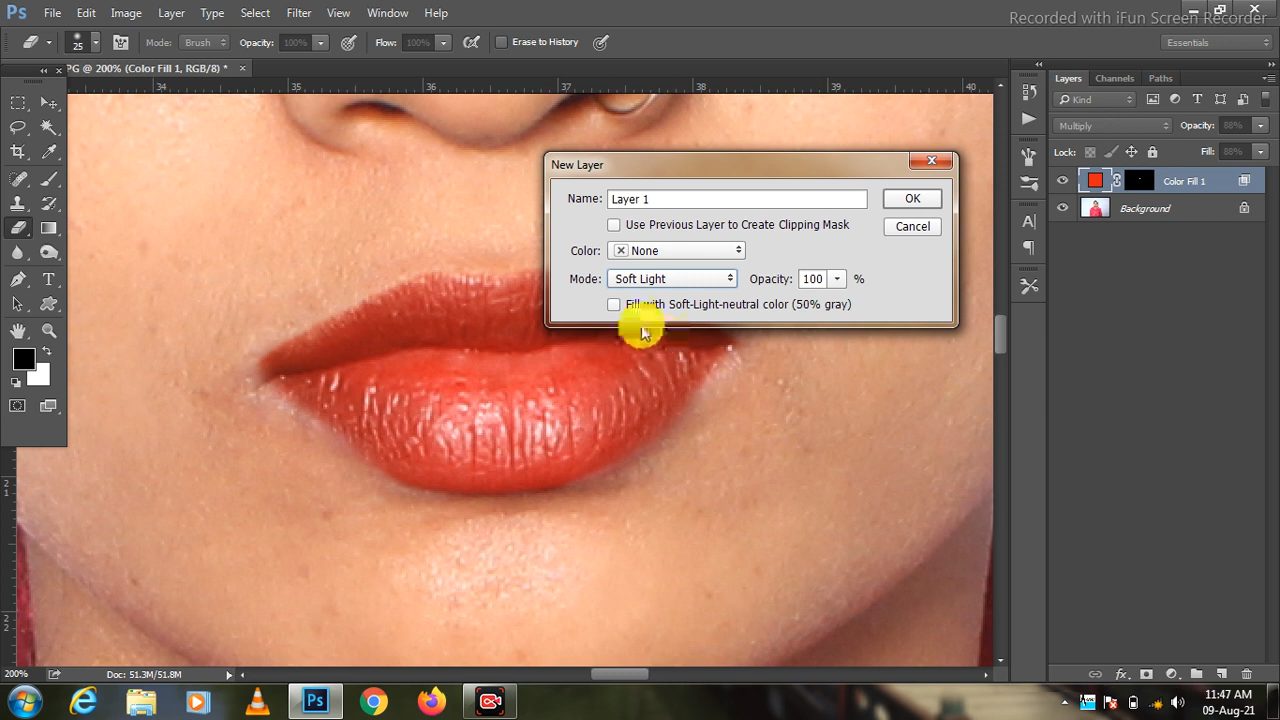 Ps File Edit Image Layer Type Select Filter View Window Help
Recorded with iFun Screen Recorder
25 Mode: Brush Opacity: 100% Flow: 100% Erase to History Essentials
PG @ 200% (Color Fill 1, RGB/8) * ×
34 35 36 37 38 39 40
Layers Channels Paths
Kind
Multiply Opacity: 88%
Lock: Fill: 88%
Color Fill 1
Background
New Layer
Name: Layer 1 OK
Use Previous Layer to Create Clipping Mask Cancel
Color: None
Mode: Soft Light Opacity: 100 %
Fill with Soft-Light-neutral color (50% gray)
2
1
2
2
200% Doc: 51.3M/51.8M
Ps
11:47 AM
09-Aug-21